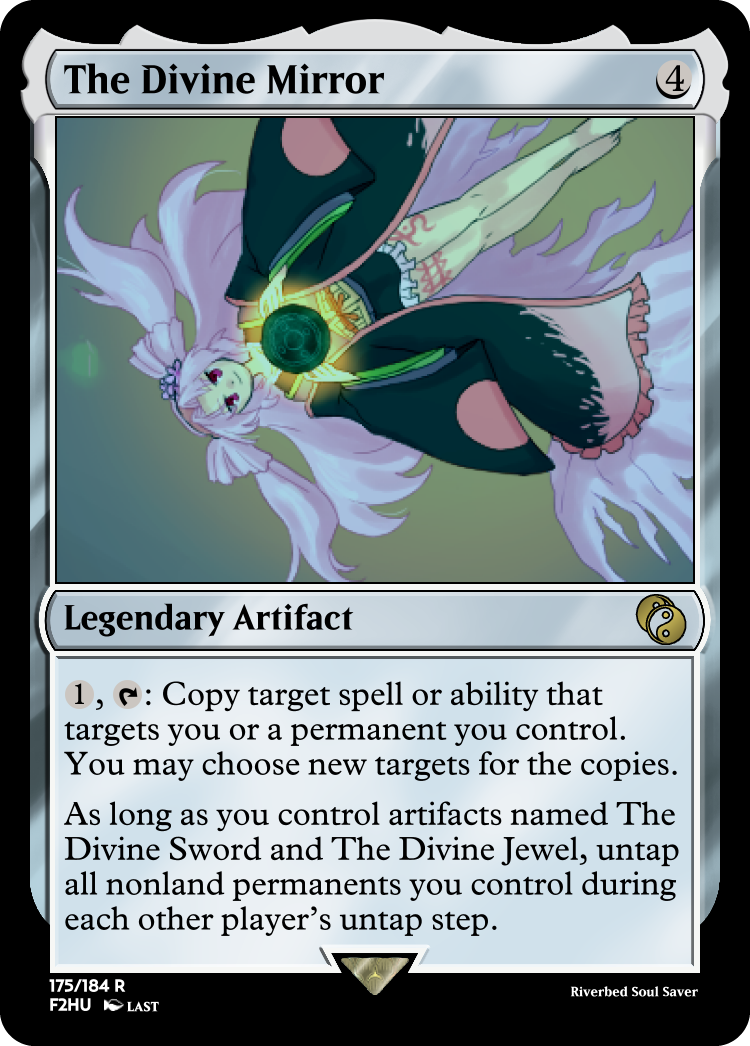 The Divine Mirror
4
Legendary Artifact
1, : Copy target spell or ability that
targets you or a permanent you control.
You may choose new targets for the copies.
As long as you control artifacts named The
Divine Sword and The Divine Jewel, untap
all nonland permanents you control during
each other player's untap step.
175/184 R
F2HU LAST
Riverbed Soul Saver